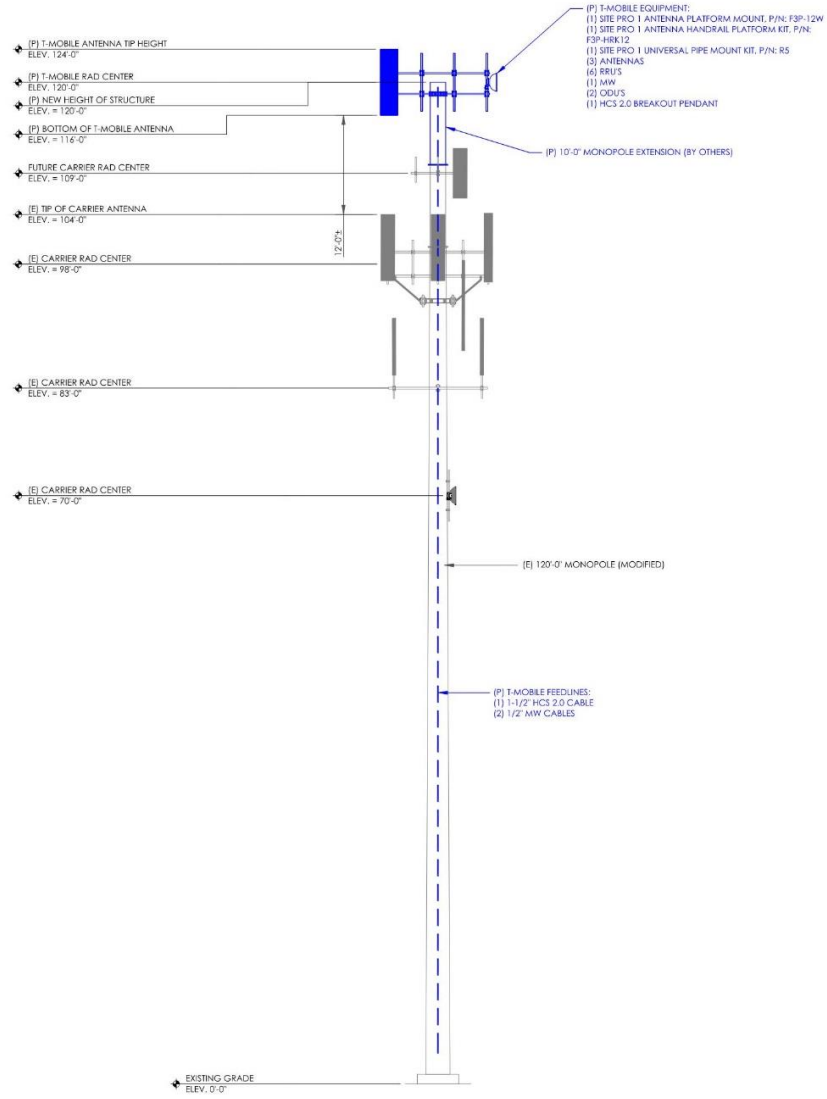 (P) T-MOBILE EQUIPMENT:
(1) SITE PRO 1 ANTENNA PLATFORM MOUNT, P/N: F3P-12W
(1) SITE PRO 1 ANTENNA HANDRAIL PLATFORM KIT, P/N:
F3P-HRK12
(1) SITE PRO 1 UNIVERSAL PIPE MOUNT KIT, P/N: R5
(3) ANTENNAS
(6) RRU'S
(1) MW
(2) ODU'S
(1) HCS 2.0 BREAKOUT PENDANT
(P) T-MOBILE ANTENNA TIP HEIGHT
ELEV. 124'-0"
(P) T-MOBILE RAD CENTER
ELEV. 120'-0"
(P) NEW HEIGHT OF STRUCTURE
ELEV. = 120'-0"
(P) BOTTOM OF T-MOBILE ANTENNA
ELEV. = 116'-0"
(P) 10'-0" MONOPOLE EXTENSION (BY OTHERS)
FUTURE CARRIER RAD CENTER
ELEV. = 109'-0"
(E) TIP OF CARRIER ANTENNA
ELEV. = 104'-0"
12'-0"±
(E) CARRIER RAD CENTER
ELEV. = 98'-0"
(E) CARRIER RAD CENTER
ELEV. = 83'-0"
(E) CARRIER RAD CENTER
ELEV. = 70'-0"
(E) 120'-0" MONOPOLE (MODIFIED)
(P) T-MOBILE FEEDLINES:
(1) 1-1/2" HCS 2.0 CABLE
(2) 1/2" MW CABLES
EXISTING GRADE
ELEV. 0'-0"